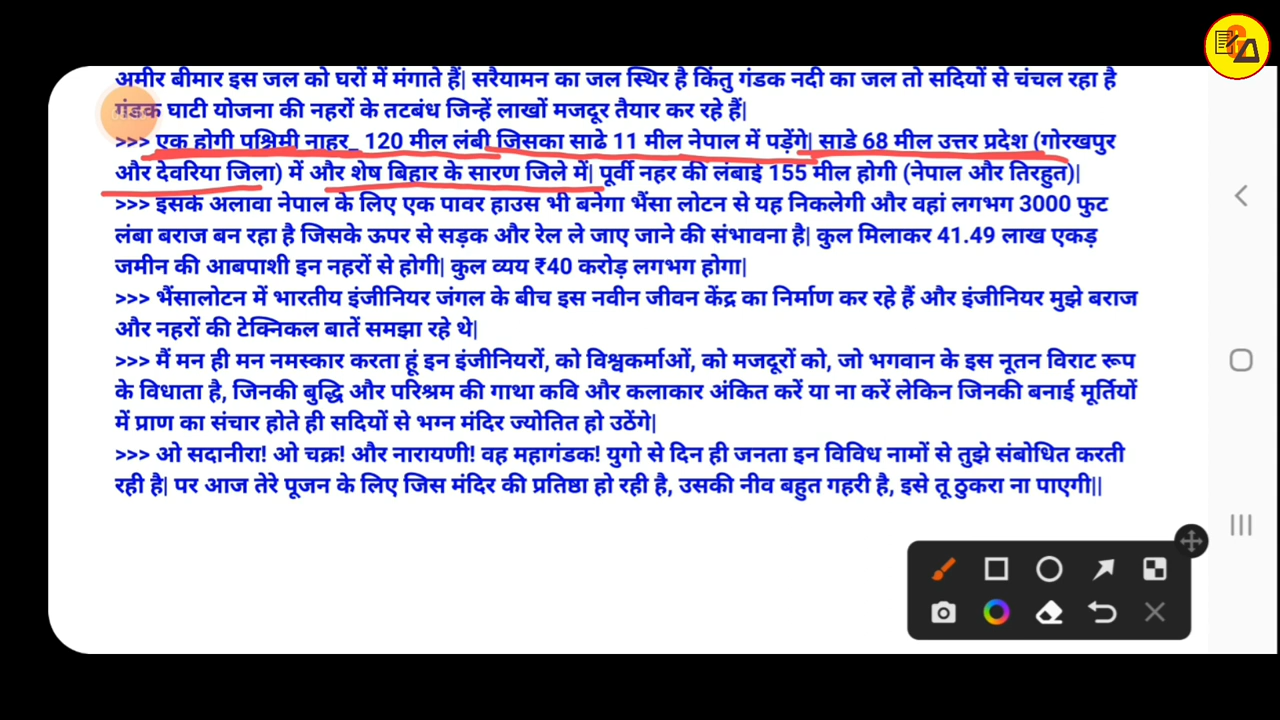 अमीर बीमार इस जल को घरों में मंगाते हैं| सरैयामन का जल स्थिर है किंतु गंडक नदी का जल तो सदियों से चंचल रहा है
गंडक घाटी योजना की नहरों के तटबंध जिन्हें लाखों मजदूर तैयार कर रहे हैं|
>>> एक होगी पश्चिमी नाहर_ 120 मील लंबी जिसका साढे 11 मील नेपाल में पड़ेंगे| साडे 68 मील उत्तर प्रदेश (गोरखपुर
और देवरिया जिला) में और शेष बिहार के सारण जिले में| पूर्वी नहर की लंबाई 155 मील होगी (नेपाल और तिरहुत)|
>>> इसके अलावा नेपाल के लिए एक पावर हाउस भी बनेगा भैंसा लोटन से यह निकलेगी और वहां लगभग 3000 फुट
लंबा बराज बन रहा है जिसके ऊपर से सड़क और रेल ले जाए जाने की संभावना है| कुल मिलाकर 41.49 लाख एकड़
जमीन की आबपाशी इन नहरों से होगी| कुल व्यय ₹40 करोड़ लगभग होगा|
>>> भैंसालोटन में भारतीय इंजीनियर जंगल के बीच इस नवीन जीवन केंद्र का निर्माण कर रहे हैं और इंजीनियर मुझे बराज
और नहरों की टेक्निकल बातें समझा रहे थे|
>>> मैं मन ही मन नमस्कार करता हूं इन इंजीनियरों, को विश्वकर्माओं, को मजदूरों को, जो भगवान के इस नूतन विराट रूप
के विधाता है, जिनकी बुद्धि और परिश्रम की गाथा कवि और कलाकार अंकित करें या ना करें लेकिन जिनकी बनाई मूर्तियों
में प्राण का संचार होते ही सदियों से भग्न मंदिर ज्योतित हो उठेंगे|
>>> ओ सदानीरा! ओ चक्र! और नारायणी! वह महागंडक! युगो से दिन ही जनता इन विविध नामों से तुझे संबोधित करती
रही है| पर आज तेरे पूजन के लिए जिस मंदिर की प्रतिष्ठा हो रही है, उसकी नीव बहुत गहरी है, इसे तू ठुकरा ना पाएगी||